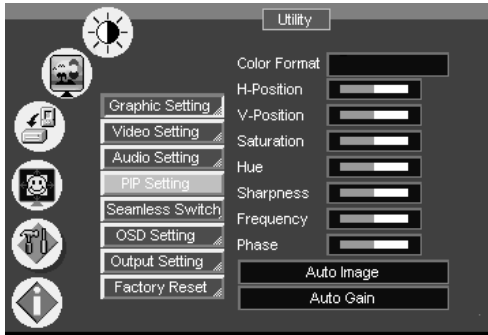 Utility
Graphic Setting
Video Setting
Audio Setting
PIP Setting
Seamless Switch
OSD Setting
Output Setting
Factory Reset
Color Format
H-Position
V-Position
Saturation
Hue
Sharpness
Frequency
Phase
Auto Image
Auto Gain